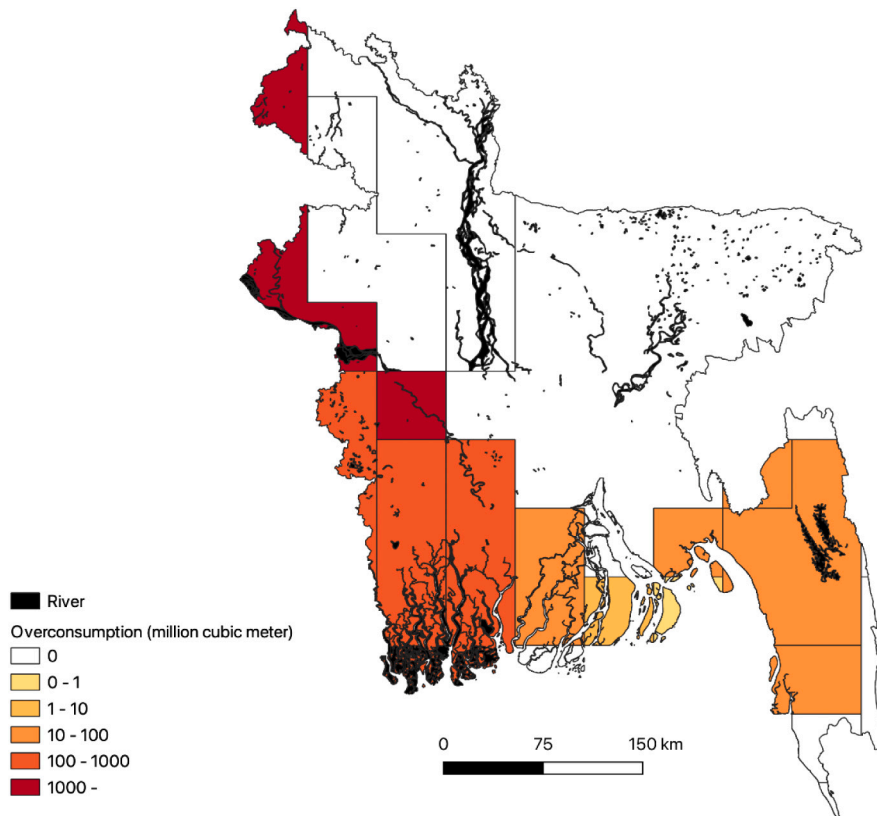 River
Overconsumption (million cubic meter)
0
0 - 1
1 - 10
10 - 100
100 - 1000
1000 -
0 75 150 km